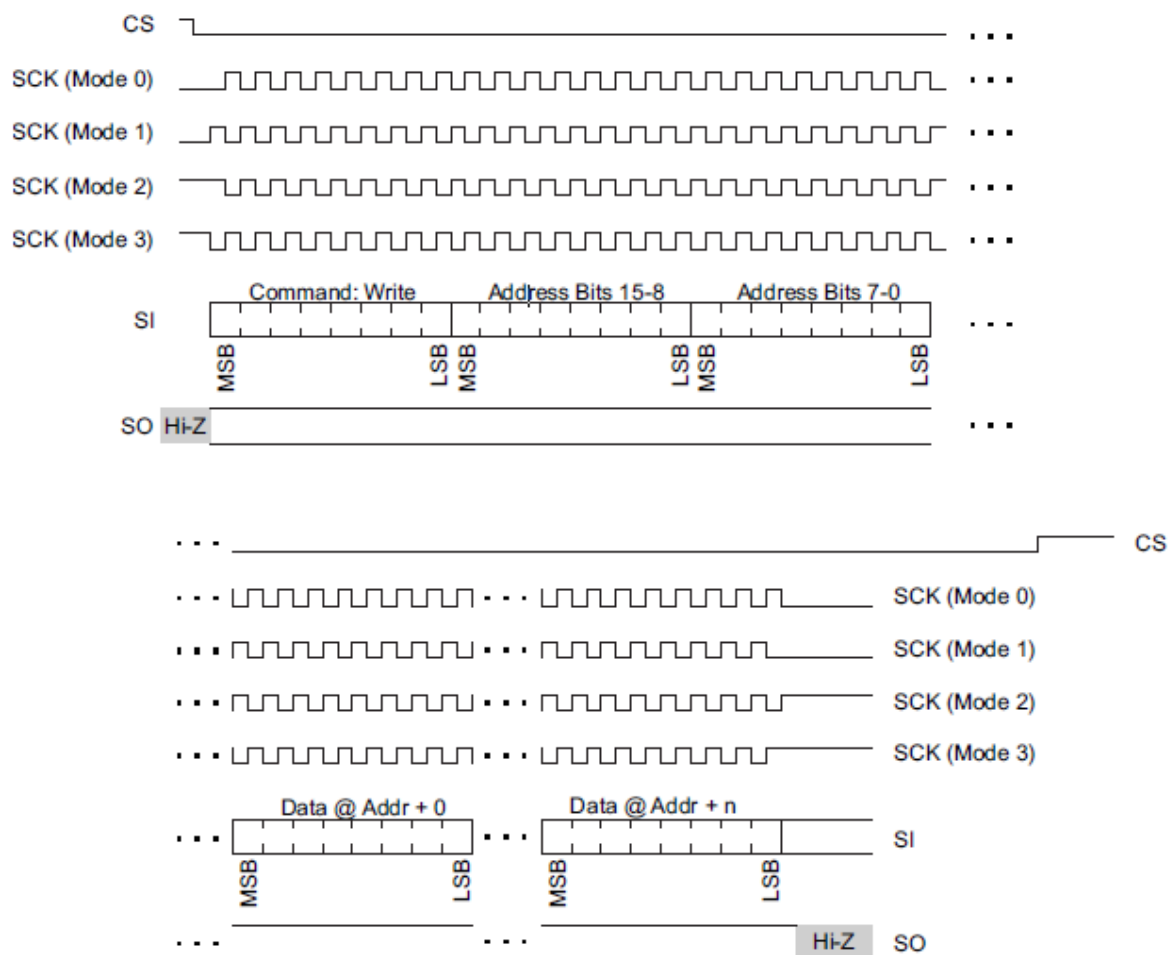 CS
SCK (Mode 0)
SCK (Mode 1)
SCK (Mode 2)
SCK (Mode 3)
Command: Write Address Bits 15-8 Address Bits 7-0
SI
MSB LSB MSB LSB MSB LSB
SO Hi-Z
CS
SCK (Mode 0)
SCK (Mode 1)
SCK (Mode 2)
SCK (Mode 3)
Data @ Addr + 0 Data @ Addr + n
SI
MSB LSB MSB LSB
Hi-Z SO